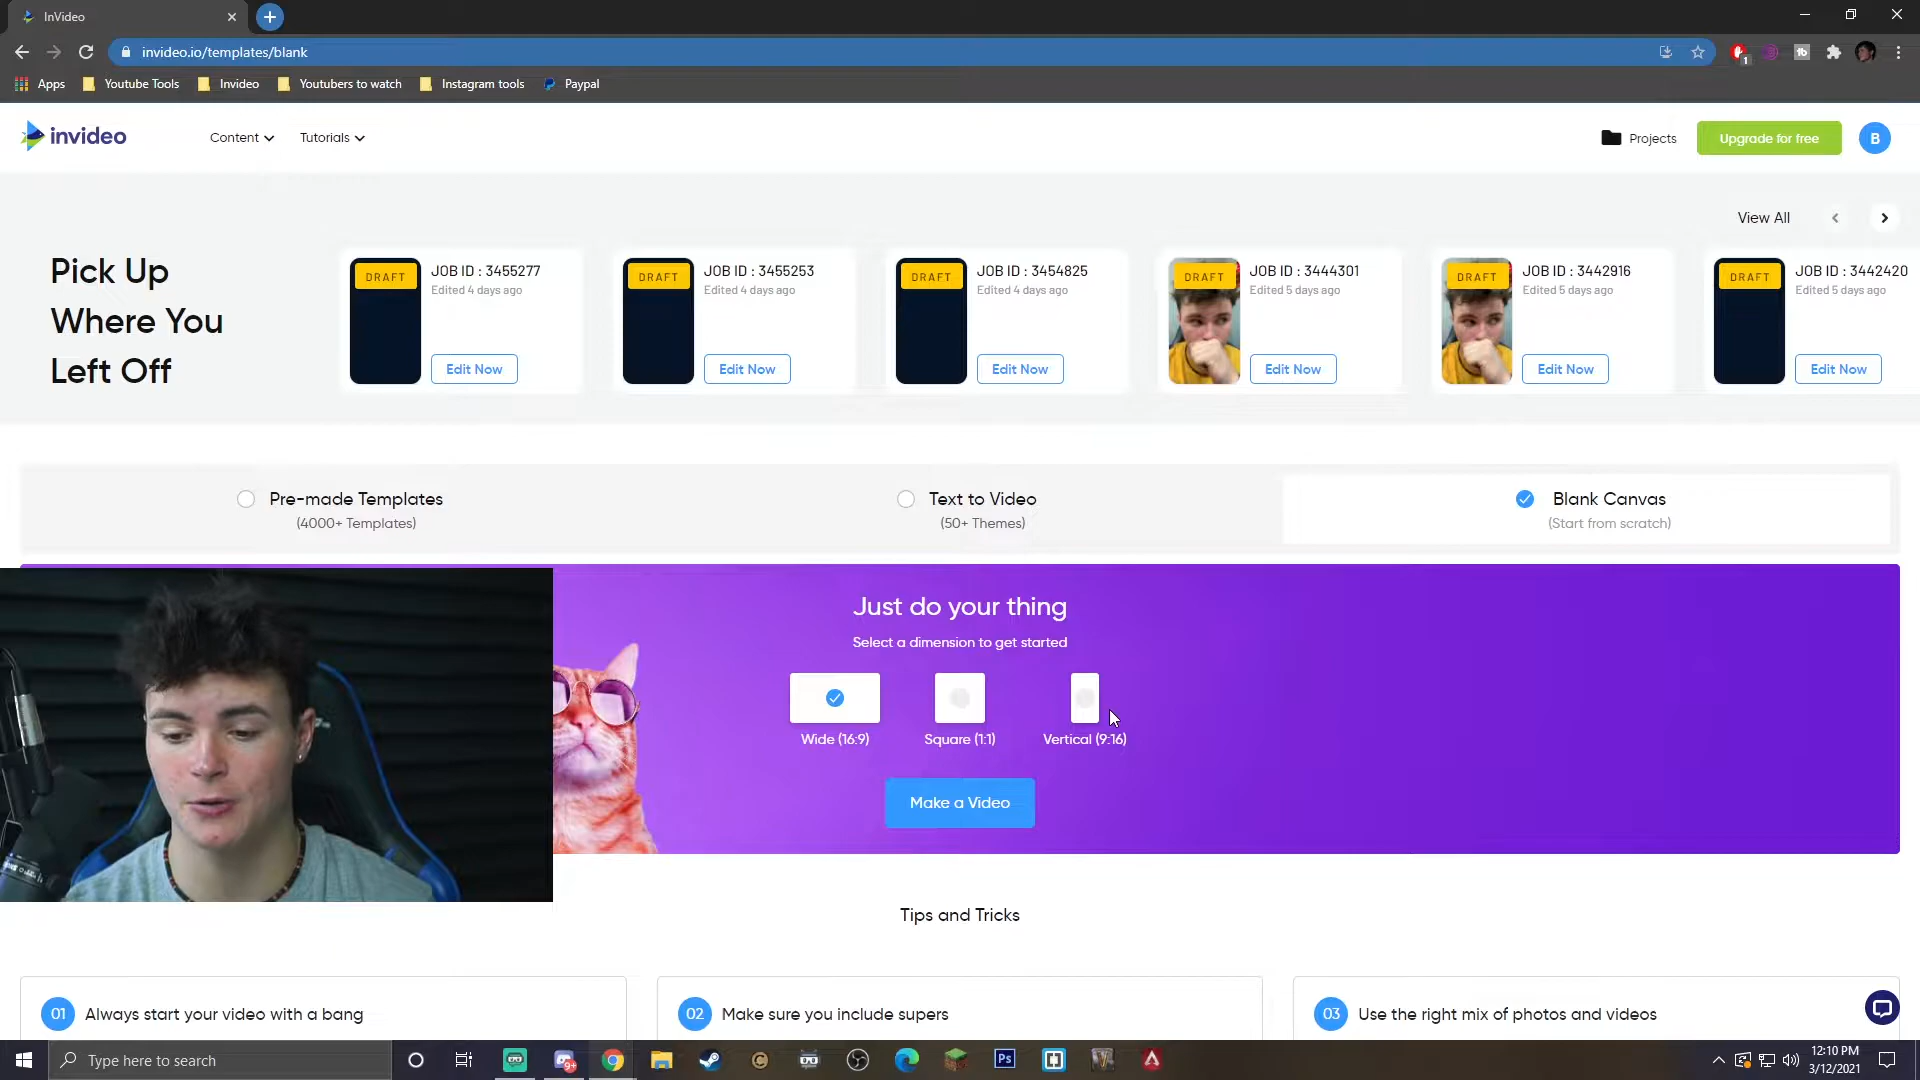 InVideo
invideo.io/templates/blank
1
Apps
Youtube Tools
Invideo
Youtubers to watch
Instagram tools
Paypal
invideo
Content
Tutorials
Projects
Upgrade for free
B
View All
Pick Up
Where You
Left Off
DRAFT
JOB ID : 3455277
Edited 4 days ago
Edit Now
DRAFT
JOB ID : 3455253
Edited 4 days ago
Edit Now
DRAFT
JOB ID : 3454825
Edited 4 days ago
Edit Now
DRAFT
JOB ID : 3444301
Edited 5 days ago
Edit Now
DRAFT
JOB ID : 3442916
Edited 5 days ago
Edit Now
DRAFT
JOB ID : 3442420
Edited 5 days ago
Edit Now
Pre-made Templates
(4000+ Templates)
Text to Video
(50+ Themes)
Blank Canvas
(Start from scratch)
Just do your thing
Select a dimension to get started
Wide (16:9)
Square (1:1)
Vertical (9:16)
Make a Video
Tips and Tricks
01 Always start your video with a bang
02 Make sure you include supers
03 Use the right mix of photos and videos
Type here to search
9+
Ps
12:10 PM
3/12/2021